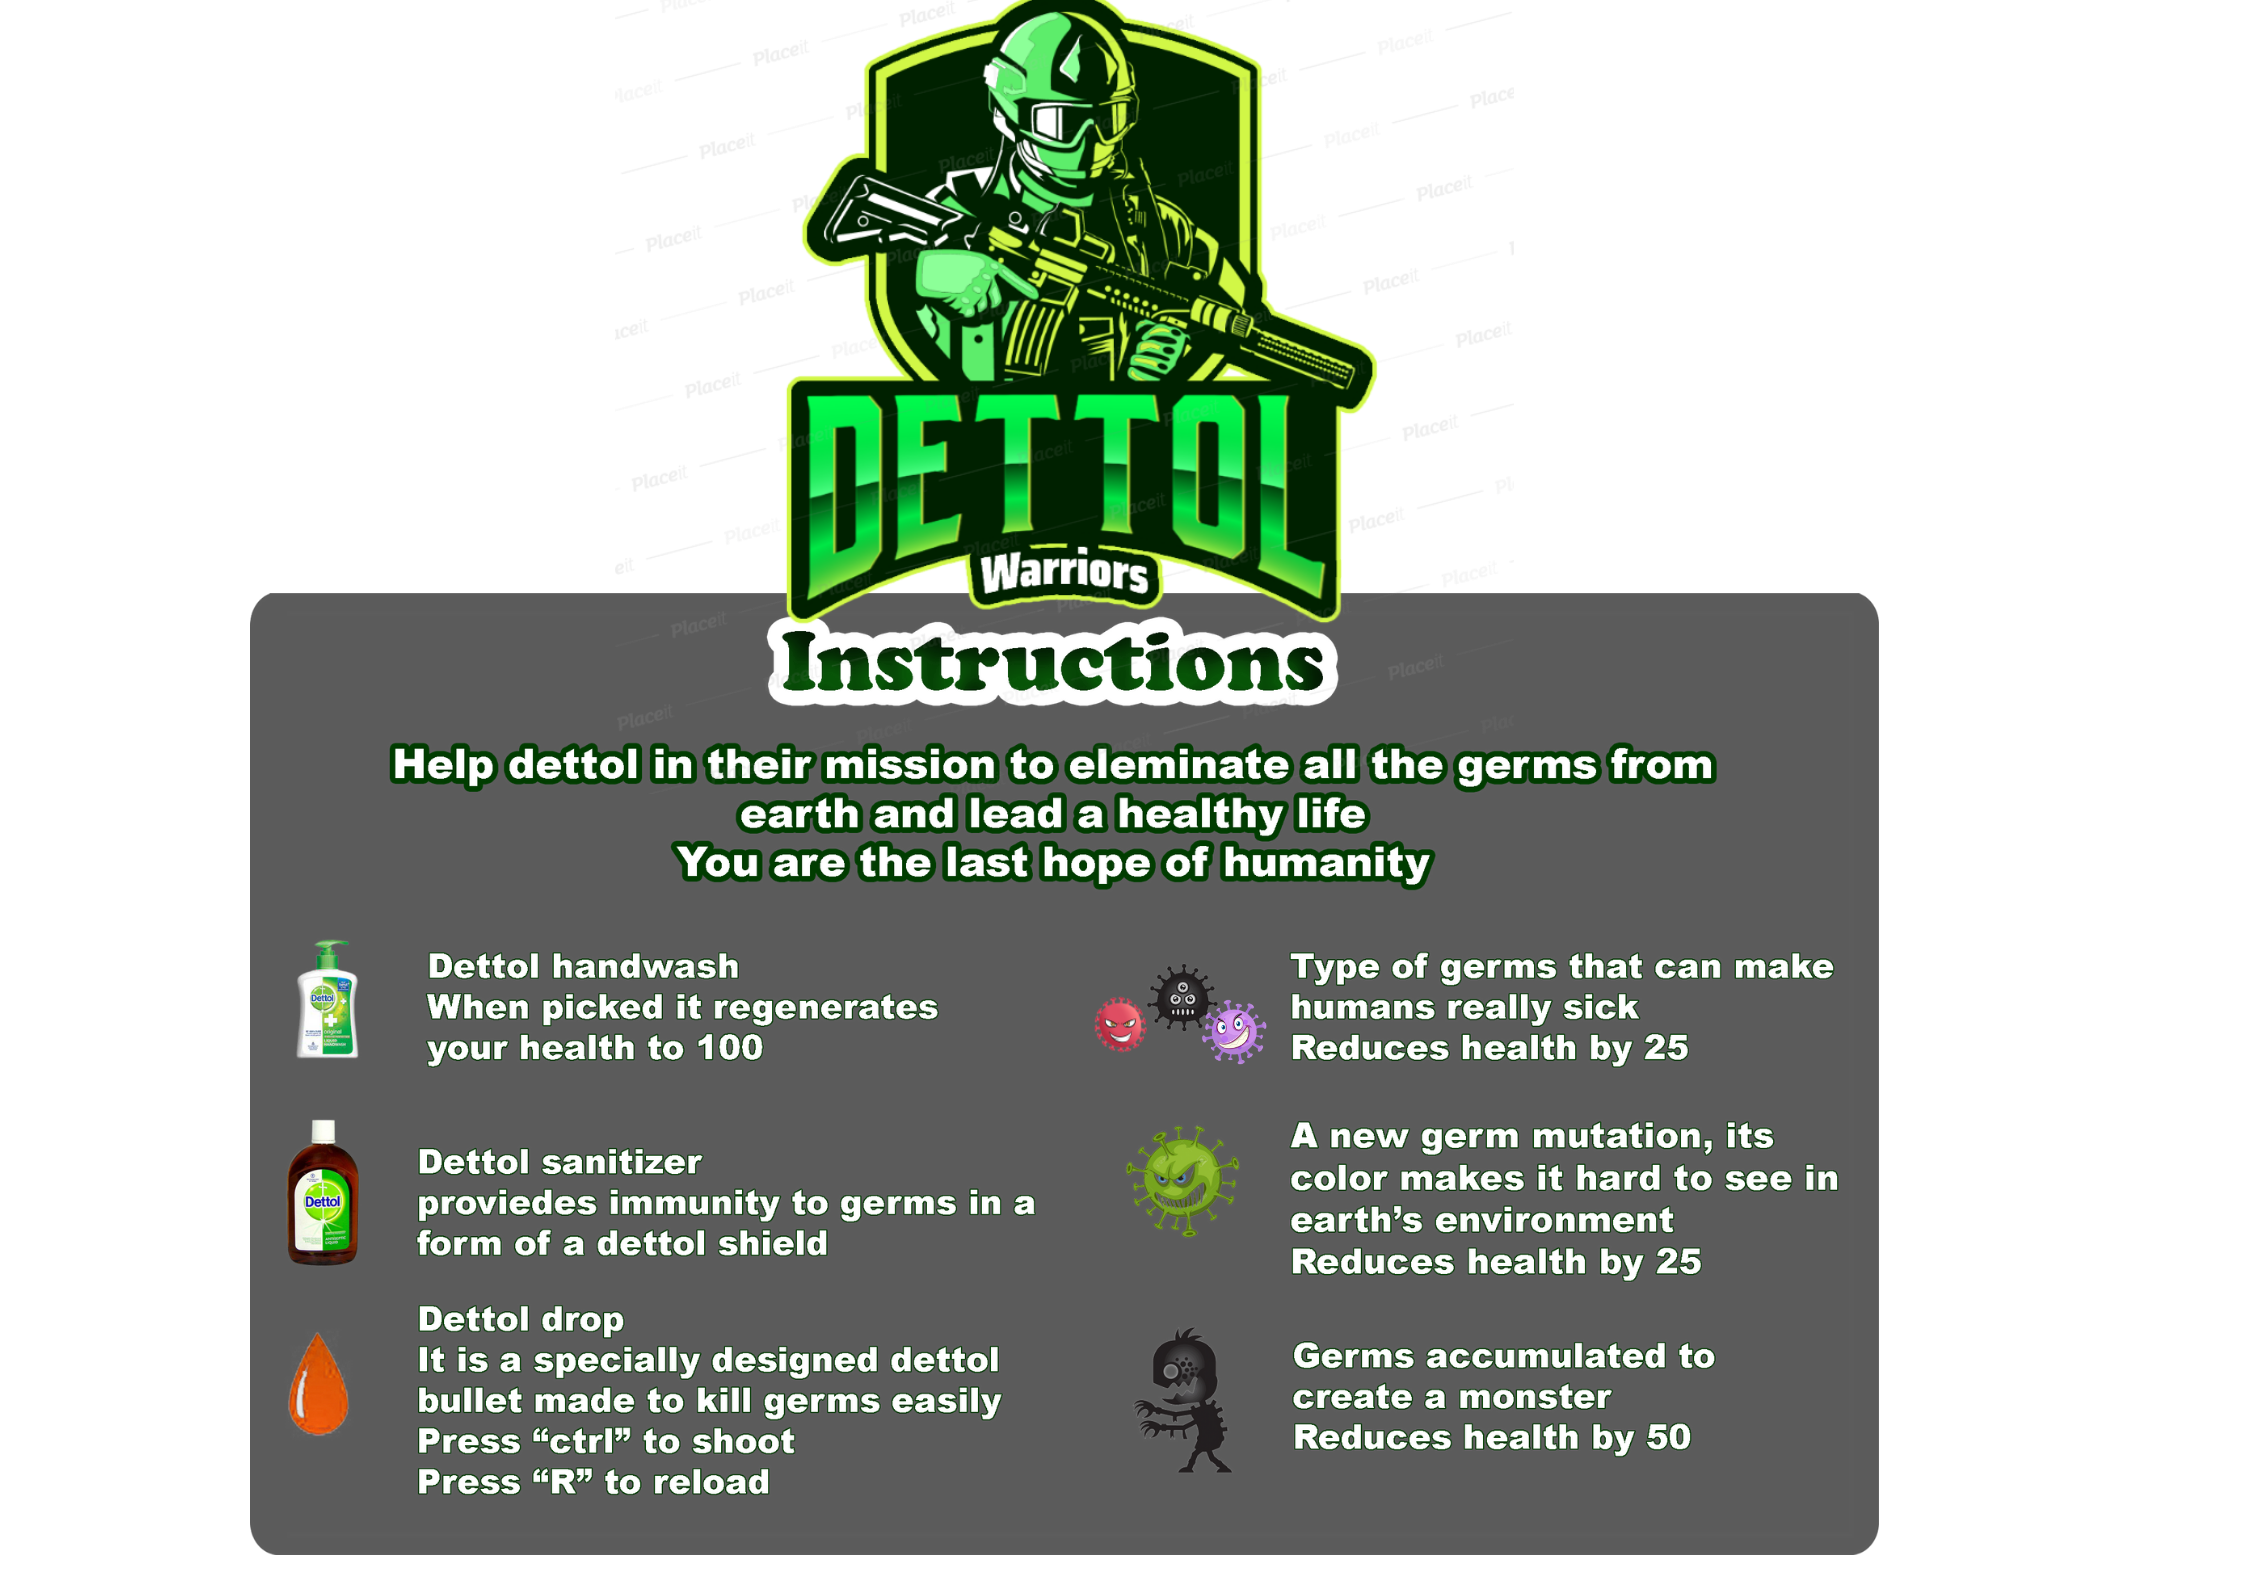 DETTOL
Warriors
Instructions
Help dettol in their mission to eleminate all the germs from
earth and lead a healthy life
You are the last hope of humanity
Dettol handwash
When picked it regenerates
your health to 100
Dettol
Dettol sanitizer
proviedes immunity to germs in a
form of a dettol shield
Dettol
Dettol drop
It is a specially designed dettol
bullet made to kill germs easily
Press “ctrl” to shoot
Press “R” to reload
Type of germs that can make
humans really sick
Reduces health by 25
A new germ mutation, its
color makes it hard to see in
earth’s environment
Reduces health by 25
Germs accumulated to
create a monster
Reduces health by 50
Placeit